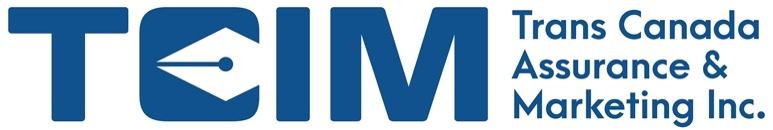 TCIM
Trans Canada
Assurance &
Marketing Inc.